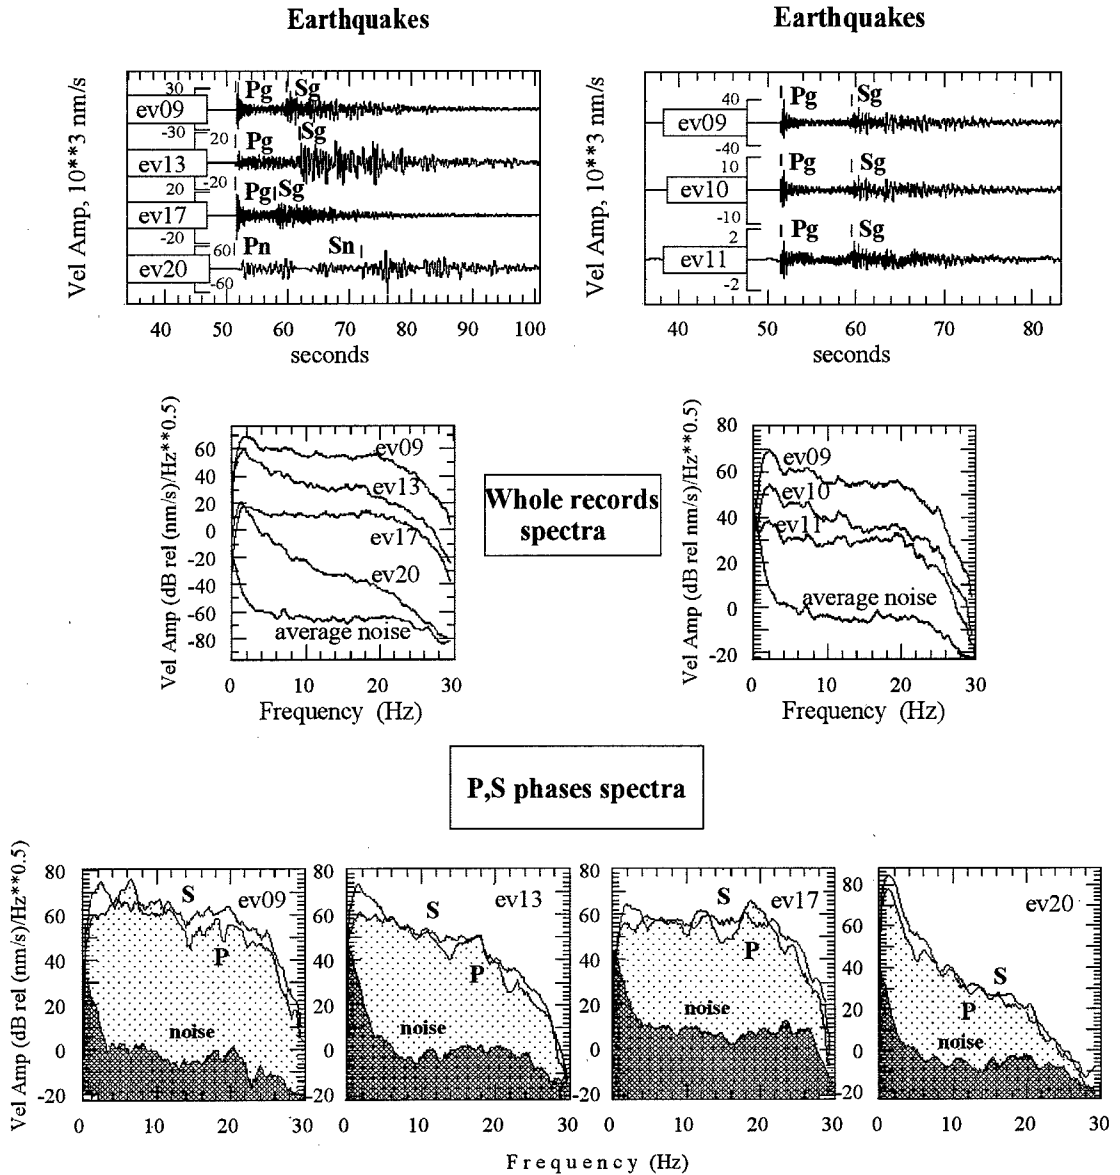 Earthquakes
Earthquakes
Vel Amp, 10**3 nm/s
30
ev09
-30
Pg
Sg
20
ev13
-20
Pg
Sg
20
ev17
-20
Pg
Sg
60
ev20
-60
Pn
Sn
40 50 60 70 80 90 100
seconds
Vel Amp, 10**3 nm/s
40
ev09
-40
Pg
Sg
10
ev10
-10
Pg
Sg
2
ev11
-2
Pg
Sg
40 50 60 70 80
seconds
Vel Amp (dB rel (nm/s)/Hz**0.5)
60
40
20
0
-20
-40
-60
-80
ev09
ev13
ev17
ev20
average noise
0 10 20 30
Frequency (Hz)
Whole records
spectra
Vel Amp (dB rel nm/s)/Hz**0.5)
80
60
40
20
0
-20
ev09
ev10
ev11
average noise
0 10 20 30
Frequency (Hz)
P,S phases spectra
Vel Amp (dB rel (nm/s)/Hz**0.5)
80
60
40
20
0
-20
S
ev09
P
noise
0 10 20
80
60
40
20
0
-20
S
ev13
P
noise
0 10 20
80
60
40
20
0
-20
S
ev17
P
noise
0 10 20 30
80
60
40
20
0
-20
ev20
S
P
noise
0 10 20 30
Frequency (Hz)